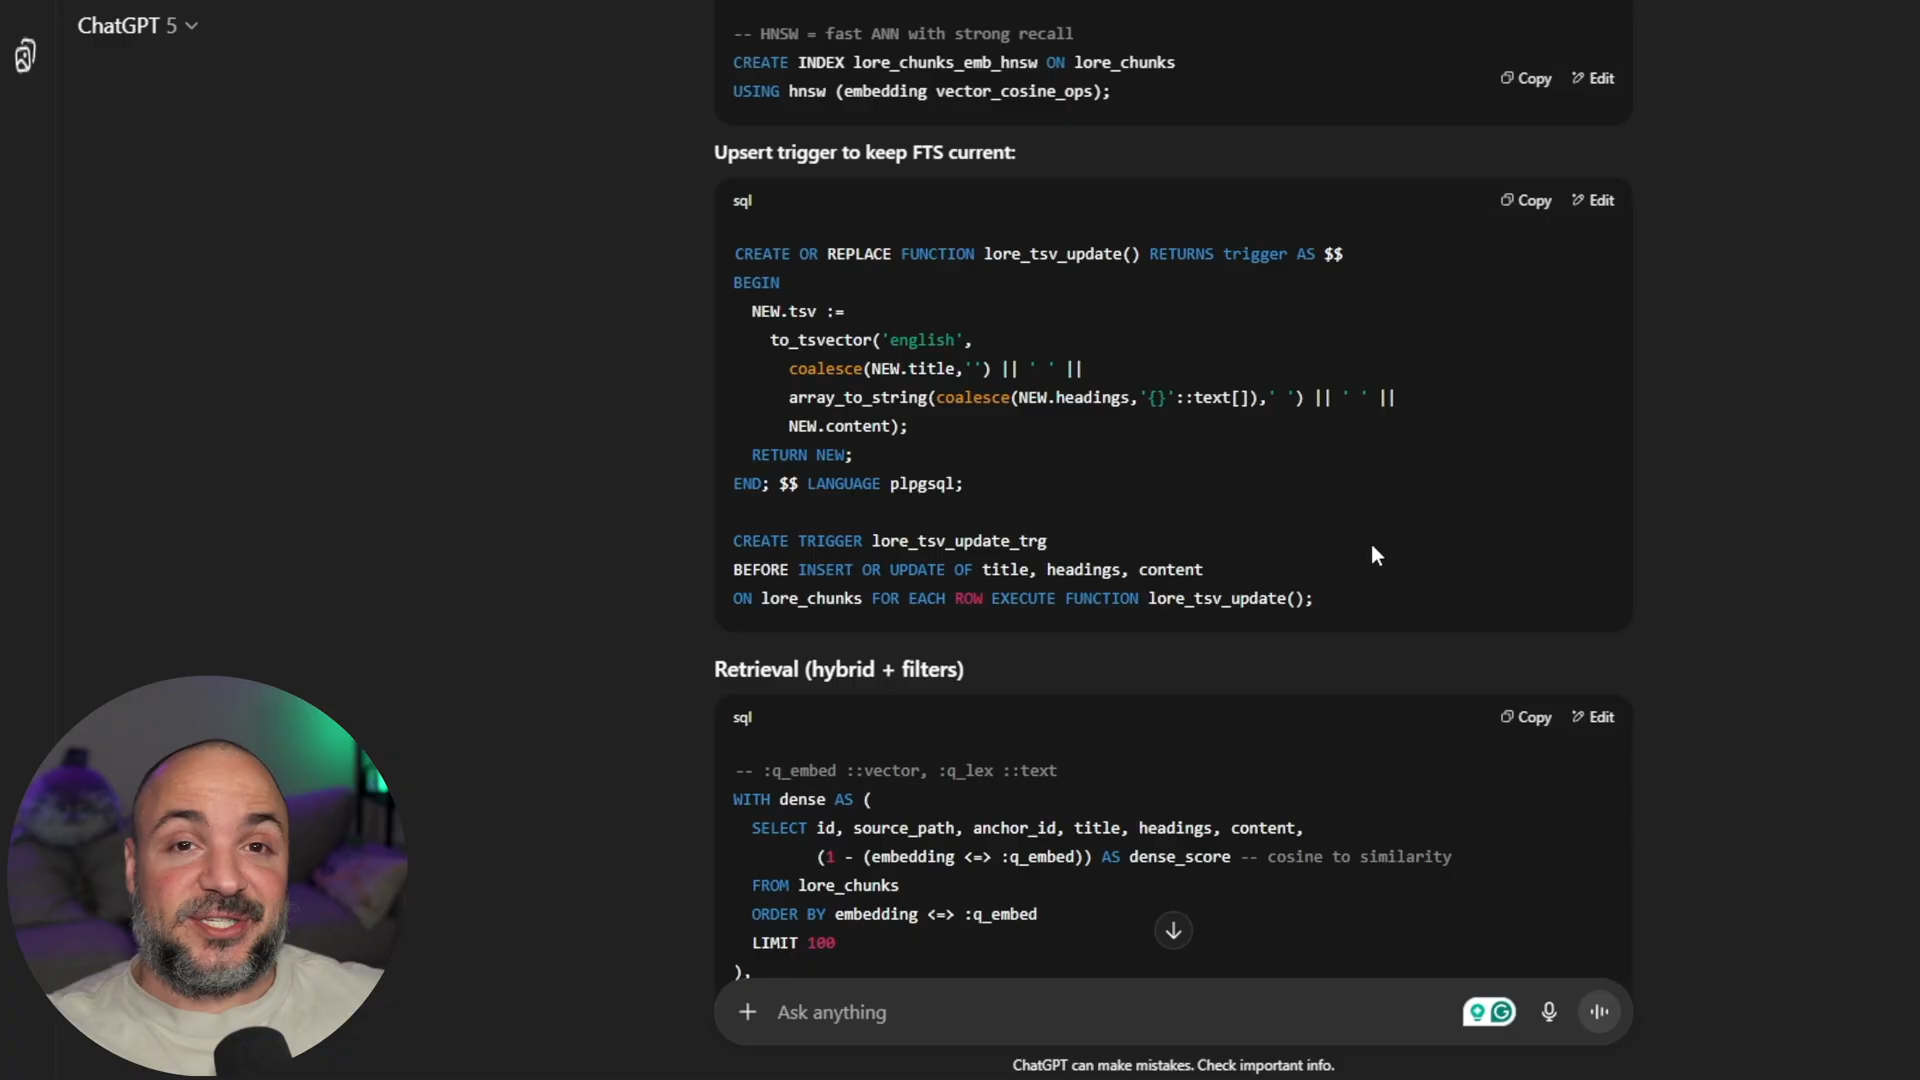 ChatGPT 5
-- HNSW = fast ANN with strong recall
CREATE INDEX lore_chunks_emb_hnsw ON lore_chunks
USING hnsw (embedding vector_cosine_ops);
Copy Edit
Upsert trigger to keep FTS current:
sql
Copy Edit
CREATE OR REPLACE FUNCTION lore_tsv_update() RETURNS trigger AS $$
BEGIN
  NEW.tsv :=
    to_tsvector('english',
      coalesce(NEW.title,'') || ' ' ||
      array_to_string(coalesce(NEW.headings,'{}'::text[]),' ') || ' ' ||
      NEW.content);
  RETURN NEW;
END; $$ LANGUAGE plpgsql;
CREATE TRIGGER lore_tsv_update_trg
BEFORE INSERT OR UPDATE OF title, headings, content
ON lore_chunks FOR EACH ROW EXECUTE FUNCTION lore_tsv_update();
Retrieval (hybrid + filters)
sql
Copy Edit
-- :q_embed ::vector, :q_lex ::text
WITH dense AS (
  SELECT id, source_path, anchor_id, title, headings, content,
         (1 - (embedding <=> :q_embed)) AS dense_score -- cosine to similarity
  FROM lore_chunks
  ORDER BY embedding <=> :q_embed
  LIMIT 100
),
Ask anything
ChatGPT can make mistakes. Check important info.